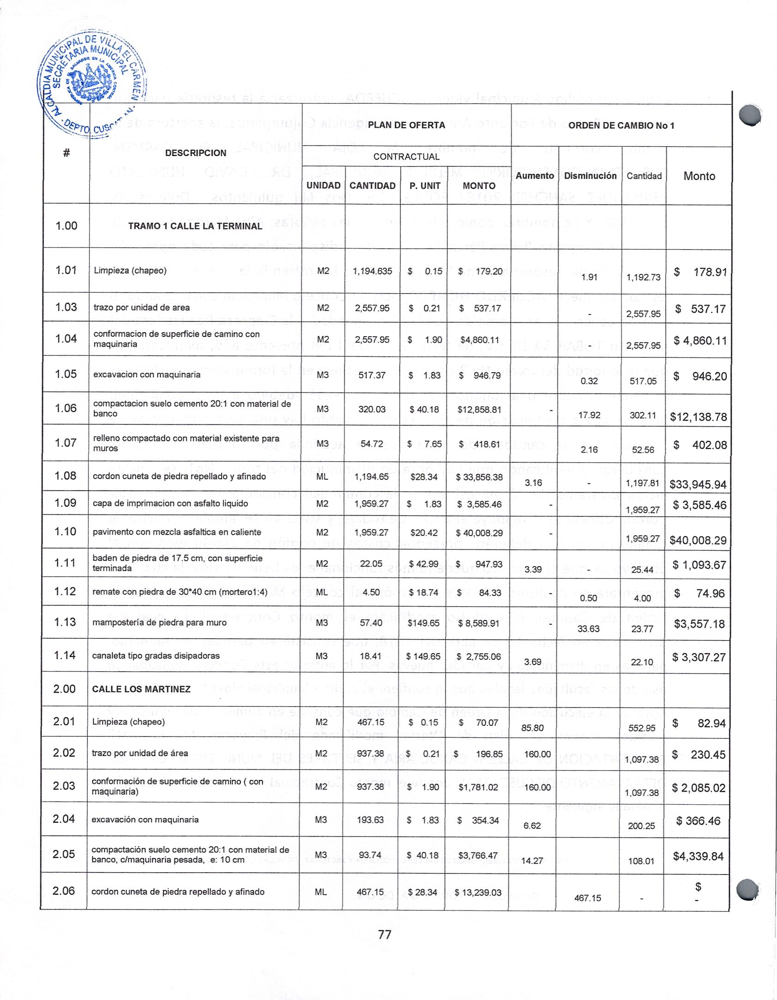 ALCALDIA MUNICIPAL DE VILLA EL CARMEN
SECRETARIA MUNICIPAL
EL SALVADOR EN LA AMERICA CENTRAL
DEPTO.
# DESCRIPCION PLAN DE OFERTA ORDEN DE CAMBIO No 1
CONTRACTUAL
UNIDAD CANTIDAD P. UNIT MONTO Aumento Disminución Cantidad Monto
1.00 TRAMO 1 CALLE LA TERMINAL
1.01 Limpieza (chapeo) M2 1,194.635 $ 0.15 $ 179.20 1.91 1,192.73 $ 178.91
1.03 trazo por unidad de area M2 2,557.95 $ 0.21 $ 537.17 - 2,557.95 $ 537.17
1.04 conformacion de superficie de camino con
maquinaria M2 2,557.95 $ 1.90 $4,860.11 - 2,557.95 $ 4,860.11
1.05 excavacion con maquinaria M3 517.37 $ 1.83 $ 946.79 0.32 517.05 $ 946.20
1.06 compactacion suelo cemento 20:1 con material de
banco M3 320.03 $ 40.18 $12,858.81 - 17.92 302.11 $12,138.78
1.07 relleno compactado con material existente para
muros M3 54.72 $ 7.65 $ 418.61 2.16 52.56 $ 402.08
1.08 cordon cuneta de piedra repellado y afinado ML 1,194.65 $28.34 $ 33,856.38 3.16 - 1,197.81 $33,945.94
1.09 capa de imprimacion con asfalto liquido M2 1,959.27 $ 1.83 $ 3,585.46 - 1,959.27 $ 3,585.46
1.10 pavimento con mezcla asfaltica en caliente M2 1,959.27 $20.42 $ 40,008.29 - 1,959.27 $40,008.29
1.11 baden de piedra de 17.5 cm, con superficie
terminada M2 22.05 $ 42.99 $ 947.93 3.39 - 25.44 $ 1,093.67
1.12 remate con piedra de 30*40 cm (mortero1:4) ML 4.50 $ 18.74 $ 84.33 - 0.50 4.00 $ 74.96
1.13 mampostería de piedra para muro M3 57.40 $149.65 $ 8,589.91 - 33.63 23.77 $3,557.18
1.14 canaleta tipo gradas disipadoras M3 18.41 $ 149.65 $ 2,755.06 3.69 22.10 $ 3,307.27
2.00 CALLE LOS MARTINEZ
2.01 Limpieza (chapeo) M2 467.15 $ 0.15 $ 70.07 85.80 552.95 $ 82.94
2.02 trazo por unidad de área M2 937.38 $ 0.21 $ 196.85 160.00 1,097.38 $ 230.45
2.03 conformación de superficie de camino ( con
maquinaria) M2 937.38 $ 1.90 $1,781.02 160.00 1,097.38 $ 2,085.02
2.04 excavación con maquinaria M3 193.63 $ 1.83 $ 354.34 6.62 200.25 $ 366.46
2.05 compactación suelo cemento 20:1 con material de
banco, c/maquinaria pesada, e: 10 cm M3 93.74 $ 40.18 $3,766.47 14.27 108.01 $4,339.84
2.06 cordon cuneta de piedra repellado y afinado ML 467.15 $ 28.34 $ 13,239.03 467.15 - $ -
77